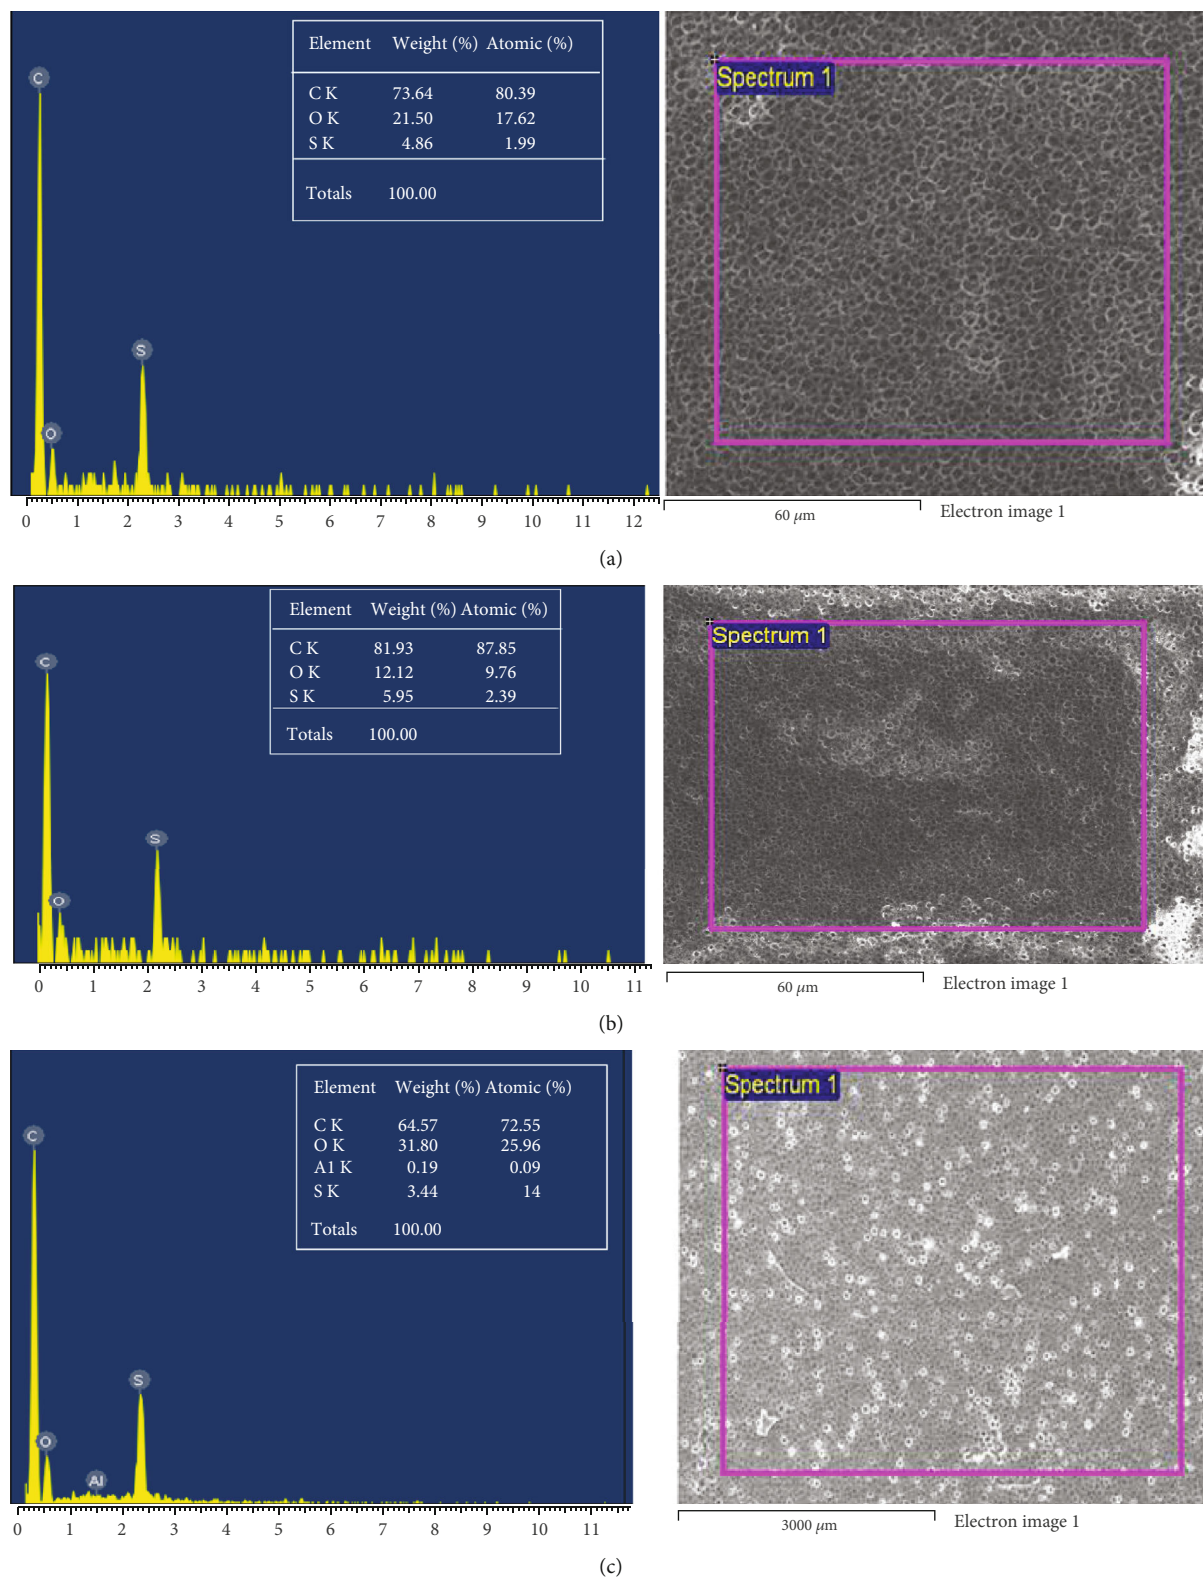 Element Weight (%) Atomic (%)
C K 73.64 80.39
O K 21.50 17.62
S K 4.86 1.99
Totals 100.00
C
O
S
0 1 2 3 4 5 6 7 8 9 10 11 12
Spectrum 1
60 μm
Electron image 1
(a)
Element Weight (%) Atomic (%)
C K 81.93 87.85
O K 12.12 9.76
S K 5.95 2.39
Totals 100.00
C
O
S
0 1 2 3 4 5 6 7 8 9 10 11
Spectrum 1
60 μm
Electron image 1
(b)
Element Weight (%) Atomic (%)
C K 64.57 72.55
O K 31.80 25.96
A1 K 0.19 0.09
S K 3.44 14
Totals 100.00
C
O
Al
S
0 1 2 3 4 5 6 7 8 9 10 11
Spectrum 1
3000 μm
Electron image 1
(c)